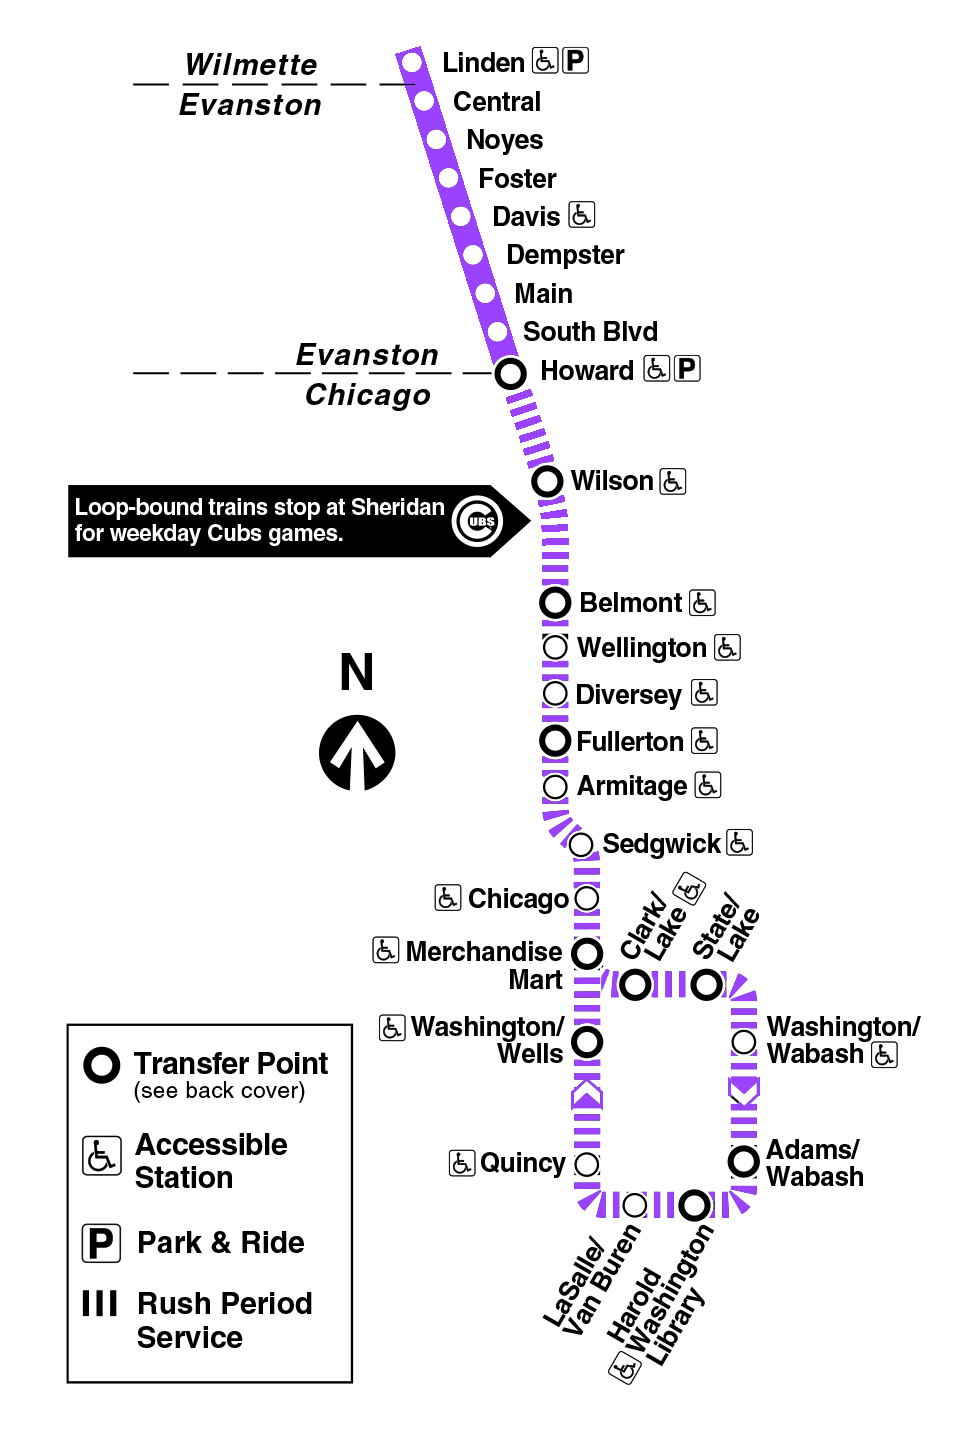 Wilmette
Evanston
Linden P
Central
Noyes
Foster
Davis
Dempster
Main
South Blvd
Evanston
Chicago
Howard P
Wilson
Loop-bound trains stop at Sheridan
for weekday Cubs games.
CUBS
Belmont
Wellington
N
Diversey
Fullerton
Armitage
Sedgwick
Chicago
Merchandise
Mart
Clark/
Lake
State/
Lake
Washington/
Wells
Washington/
Wabash
Quincy
Adams/
Wabash
LaSalle/
Van Buren
Harold
Washington
Library
Transfer Point
(see back cover)
Accessible
Station
P Park & Ride
Rush Period
Service